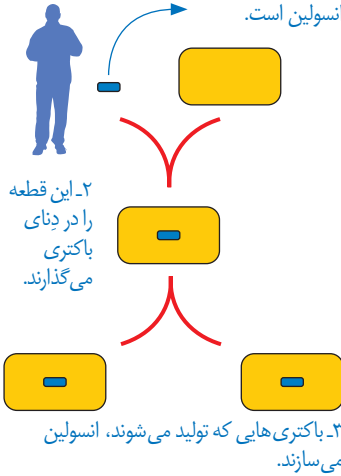 انسولین است.
۲ـ این قطعه
را در دِنای
باکتری
می‌گذارند.
۳ـ باکتری‌هایی که تولید می‌شوند، انسولین
می‌سازند.